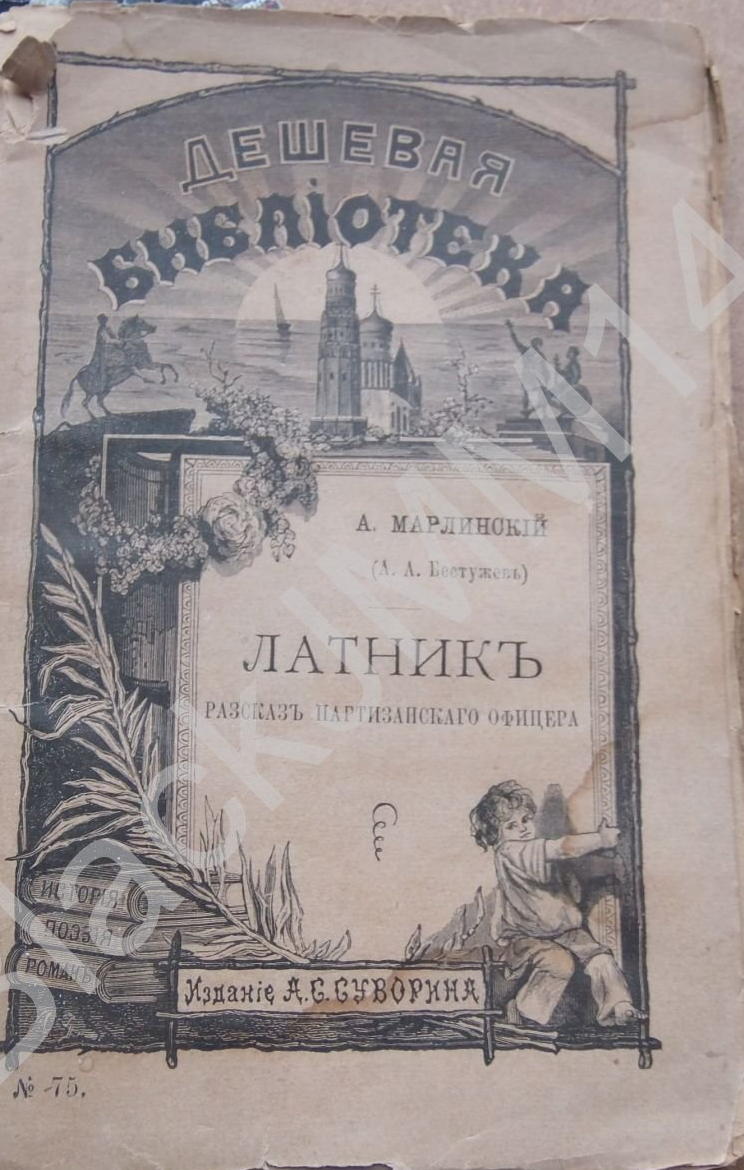 ДЕШЕВАЯ
БИБЛІОТЕКА
А. МАРЛИНСКІЙ
(А. А. Бестужевъ)
ЛАТНИКЪ
РАЗСКАЗЪ ПАРТИЗАНСКАГО ОФИЦЕРА
ИСТОРІЯ
ПОЭЗІЯ
РОМАНЪ
Изданіе А. С. СУВОРИНА
№ 75.